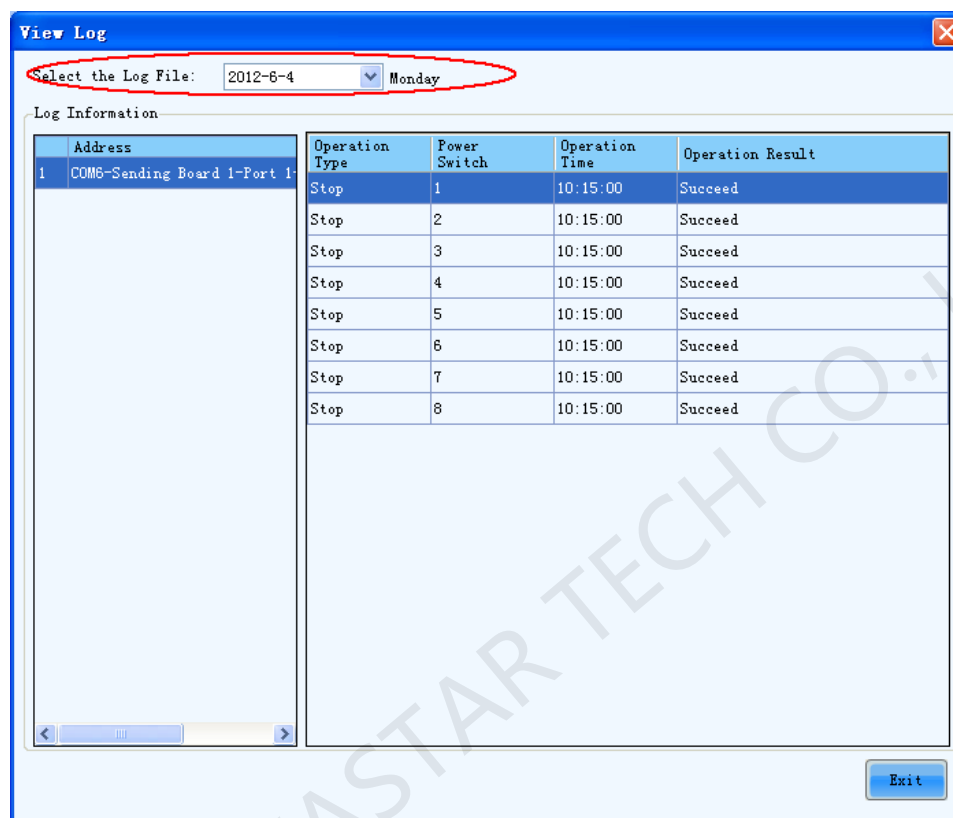 View Log
Select the Log File: 2012-6-4 Monday
Log Information
Address
1 COM6-Sending Board 1-Port 1-
Operation Type Power Switch Operation Time Operation Result
Stop 1 10:15:00 Succeed
Stop 2 10:15:00 Succeed
Stop 3 10:15:00 Succeed
Stop 4 10:15:00 Succeed
Stop 5 10:15:00 Succeed
Stop 6 10:15:00 Succeed
Stop 7 10:15:00 Succeed
Stop 8 10:15:00 Succeed
Exit
ASTAR TECH CO.,